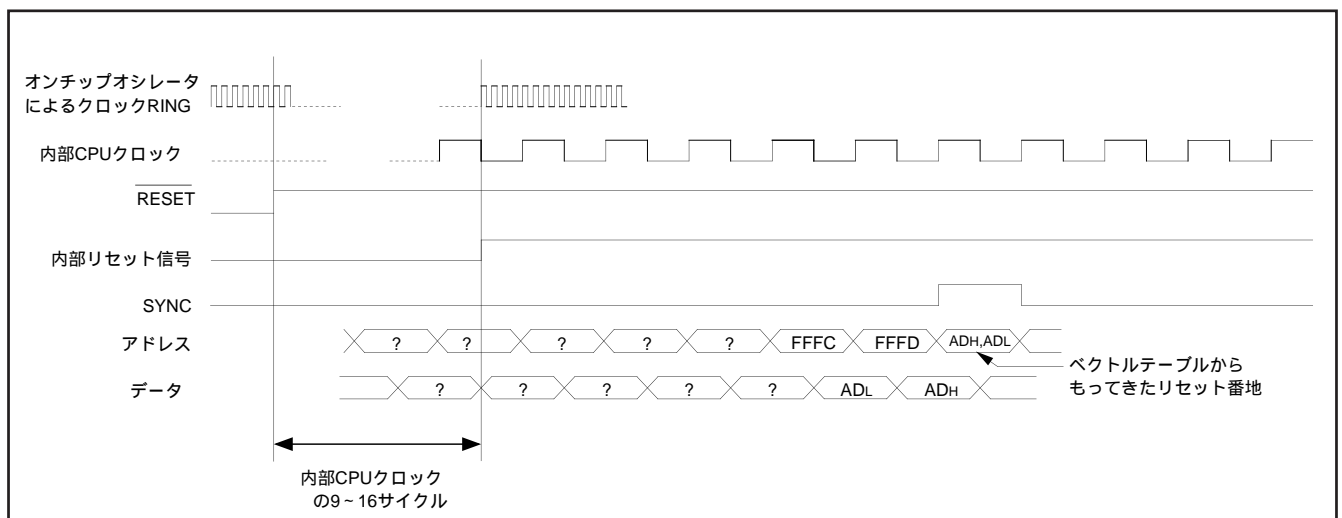 オンチップオシレータ
によるクロックRING
内部CPUクロック
RESET
内部リセット信号
SYNC
アドレス
? ? ? ? ? FFFC FFFD ADH,ADL
データ
? ? ? ? ? ADL ADH
ベクトルテーブルから
もってきたリセット番地
内部CPUクロック
の9~16サイクル